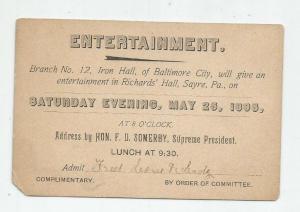 ENTERTAINMENT.
Branch No. 12, Iron Hall, of Baltimore City, will give an
entertainment in Richards' Hall, Sayre, Pa., on
SATURDAY EVENING, MAY 25, 1895,
AT 8 O'CLOCK.
Address by HON. F. D. SOMERBY, Supreme President.
LUNCH AT 9:30.
Admit Fred
COMPLIMENTARY. BY ORDER OF COMMITTEE.